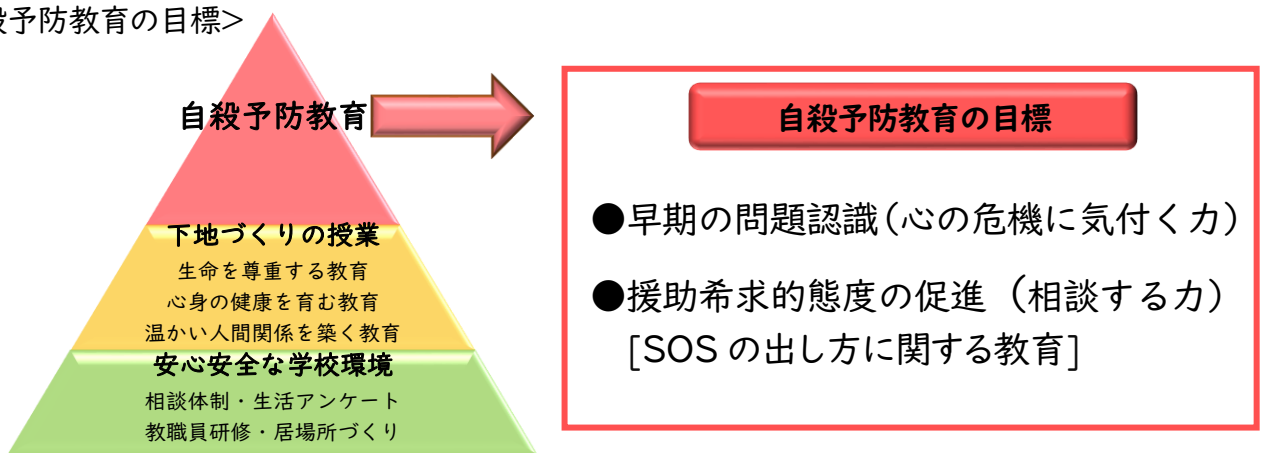 殺予防教育の目標>
自殺予防教育
下地づくりの授業
生命を尊重する教育
心身の健康を育む教育
温かい人間関係を築く教育
安心安全な学校環境
相談体制・生活アンケート
教職員研修・居場所づくり
自殺予防教育の目標
●早期の問題認識(心の危機に気付く力)
●援助希求的態度の促進 (相談する力)
[SOS の出し方に関する教育]